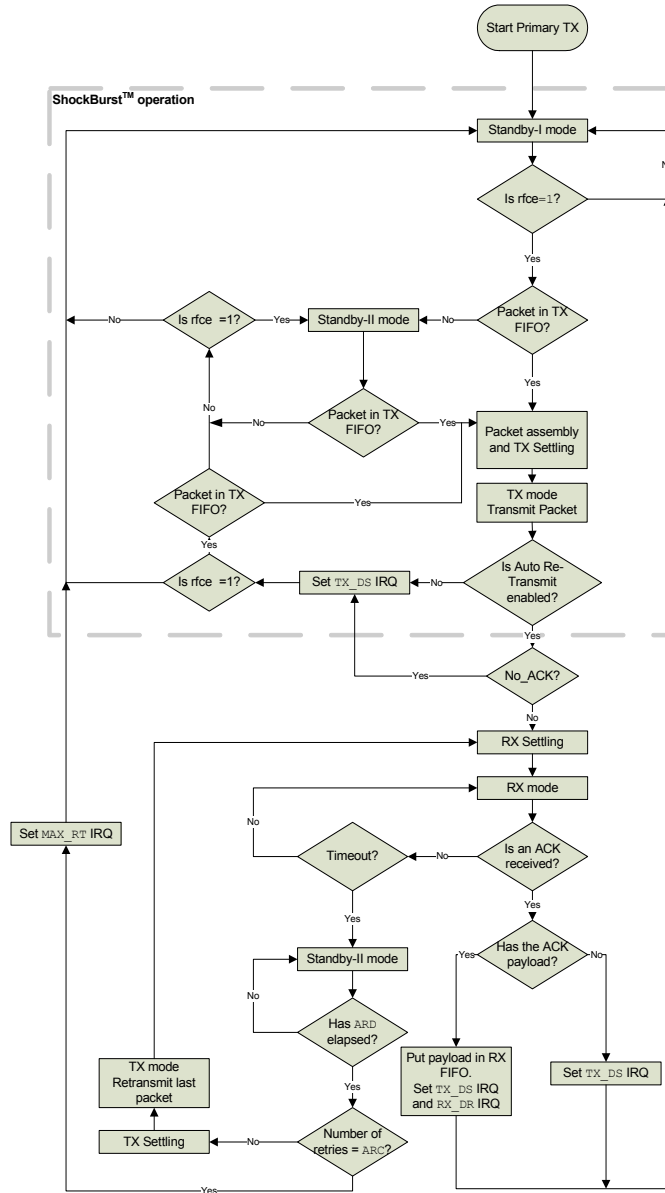 Start Primary TX
ShockBurst™ operation
Standby-I mode
Is rfce=1?
Yes
No
Is rfce =1?
Yes
Standby-II mode
No
Packet in TX
FIFO?
Yes
No
No
Packet in TX
FIFO?
Yes
Packet assembly
and TX Settling
Packet in TX
FIFO?
Yes
TX mode
Transmit Packet
Yes
Is rfce =1?
Set TX_DS IRQ
No
Is Auto Re-
Transmit
enabled?
Yes
Yes
No_ACK?
No
RX Settling
RX mode
No
Set MAX_RT IRQ
Timeout?
No
Is an ACK
received?
Yes
Yes
Standby-II mode
Yes
Has the ACK
payload?
No
No
Has ARD
elapsed?
Yes
TX mode
Retransmit last
packet
Put payload in RX
FIFO.
Set TX_DS IRQ
and RX_DR IRQ
Set TX_DS IRQ
TX Settling
No
Number of
retries = ARC?
Yes